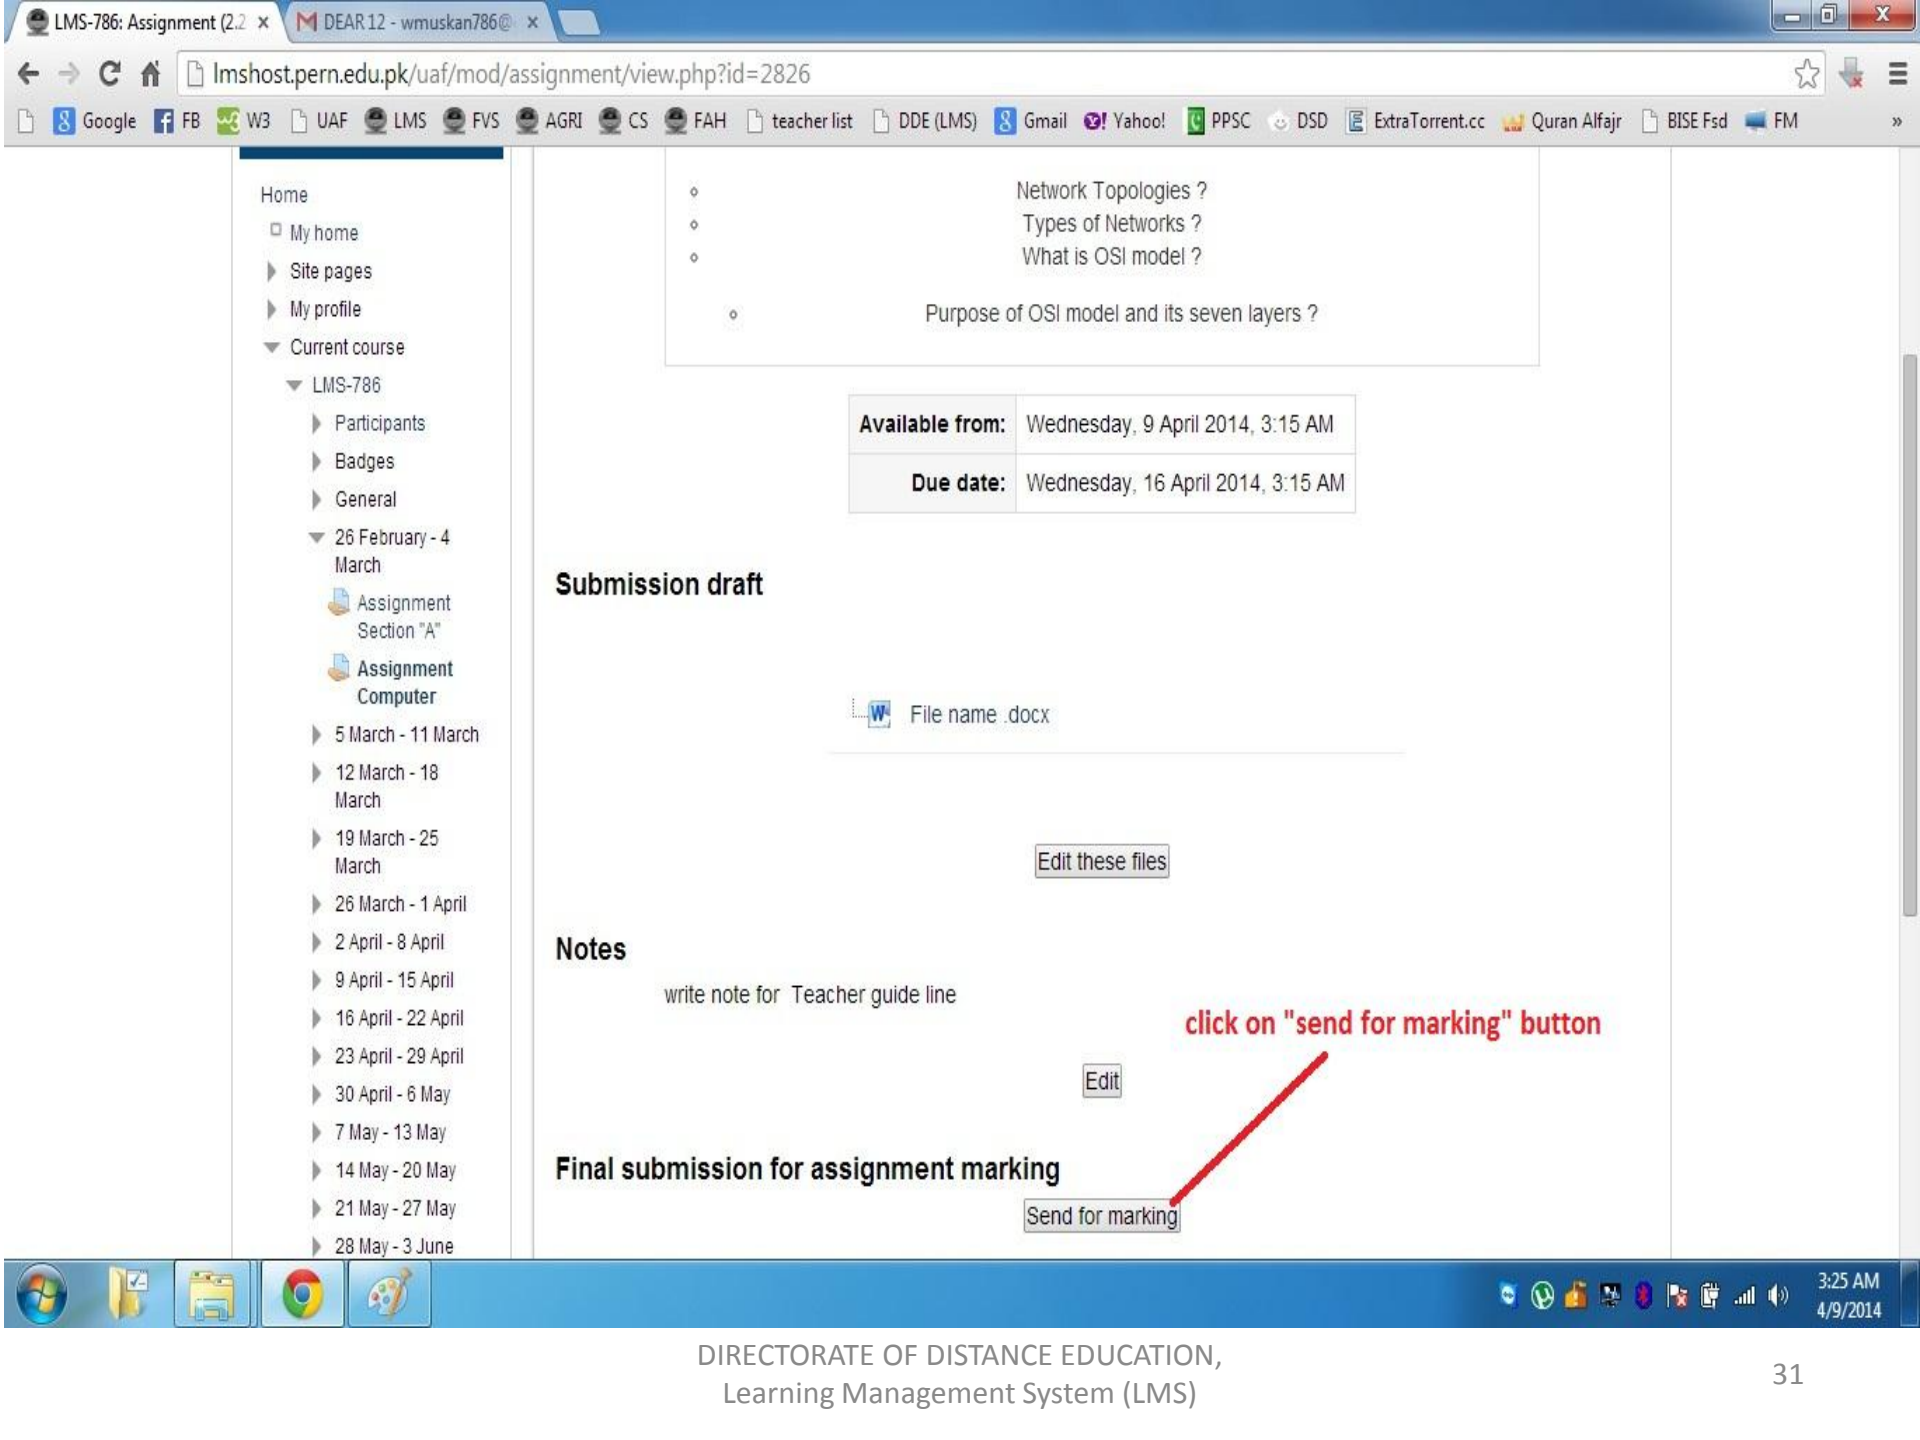 LMS-786: Assignment (2.2
DEAR 12 - wmuskan786@
lmshost.pern.edu.pk/uaf/mod/assignment/view.php?id=2826
Google FB W3 UAF LMS FVS AGRI CS FAH teacher list DDE (LMS) Gmail Yahoo! PPSC DSD ExtraTorrent.cc Quran Alfajr BISE Fsd FM »
Home
My home
Site pages
My profile
Current course
LMS-786
Participants
Badges
General
26 February - 4
March
Assignment
Section "A"
Assignment
Computer
5 March - 11 March
12 March - 18
March
19 March - 25
March
26 March - 1 April
2 April - 8 April
9 April - 15 April
16 April - 22 April
23 April - 29 April
30 April - 6 May
7 May - 13 May
14 May - 20 May
21 May - 27 May
28 May - 3 June
Network Topologies ?
Types of Networks ?
What is OSI model ?
Purpose of OSI model and its seven layers ?
Available from: Wednesday, 9 April 2014, 3:15 AM
Due date: Wednesday, 16 April 2014, 3:15 AM
Submission draft
File name .docx
Edit these files
Notes
write note for Teacher guide line
click on "send for marking" button
Edit
Final submission for assignment marking
Send for marking
3:25 AM
4/9/2014
DIRECTORATE OF DISTANCE EDUCATION,
Learning Management System (LMS)
31